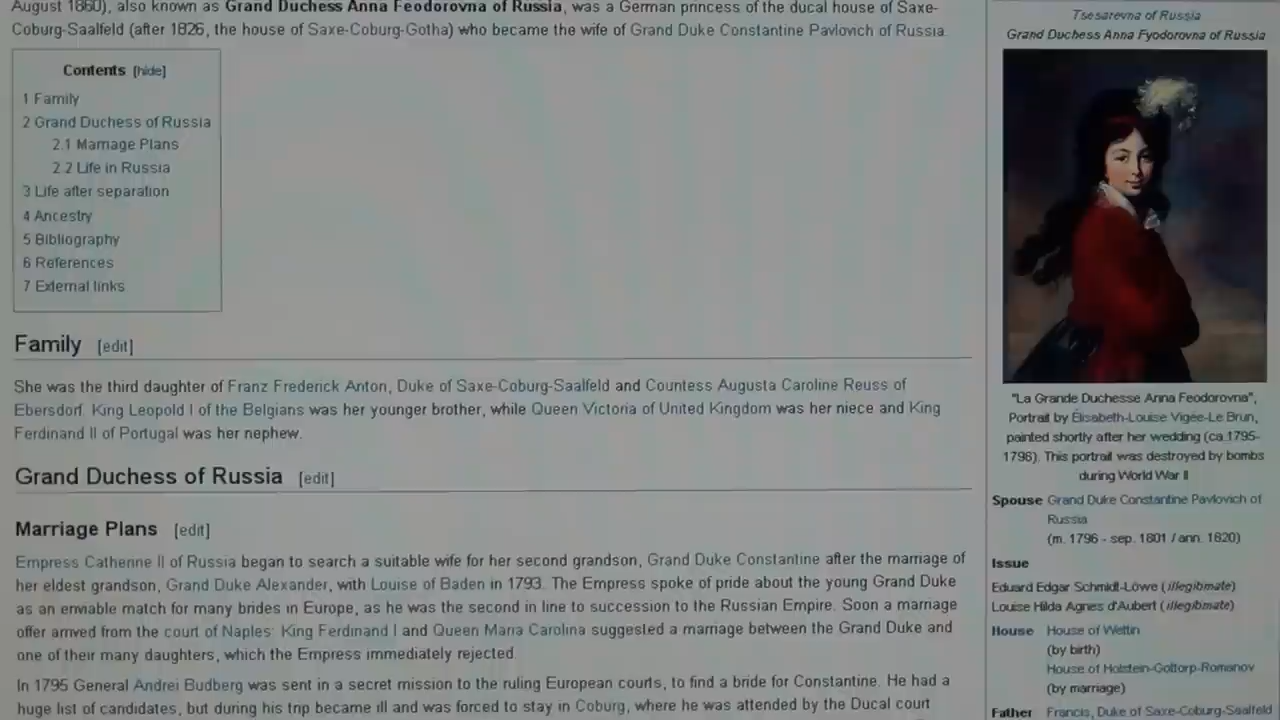 August 1860), also known as Grand Duchess Anna Feodorovna of Russia, was a German princess of the ducal house of Saxe-
Coburg-Saalfeld (after 1826, the house of Saxe-Coburg-Gotha) who became the wife of Grand Duke Constantine Pavlovich of Russia.
Contents [hide]
1 Family
2 Grand Duchess of Russia
2.1 Marriage Plans
2.2 Life in Russia
3 Life after separation
4 Ancestry
5 Bibliography
6 References
7 External links
Family [edit]
She was the third daughter of Franz Frederick Anton, Duke of Saxe-Coburg-Saalfeld and Countess Augusta Caroline Reuss of
Ebersdorf. King Leopold I of the Belgians was her younger brother, while Queen Victoria of United Kingdom was her niece and King
Ferdinand II of Portugal was her nephew.
Grand Duchess of Russia [edit]
Marriage Plans [edit]
Empress Catherine II of Russia began to search a suitable wife for her second grandson, Grand Duke Constantine after the marriage of
her eldest grandson, Grand Duke Alexander, with Louise of Baden in 1793. The Empress spoke of pride about the young Grand Duke
as an enviable match for many brides in Europe, as he was the second in line to succession to the Russian Empire. Soon a marriage
offer arrived from the court of Naples: King Ferdinand I and Queen Maria Carolina suggested a marriage between the Grand Duke and
one of their many daughters, which the Empress immediately rejected.
In 1795 General Andrei Budberg was sent in a secret mission to the ruling European courts, to find a bride for Constantine. He had a
huge list of candidates, but during his trip became ill and was forced to stay in Coburg, where he was attended by the Ducal court
Tsesarevna of Russia
Grand Duchess Anna Fyodorovna of Russia
"La Grande Duchesse Anna Feodorovna",
Portrait by Élisabeth-Louise Vigée-Le Brun,
painted shortly after her wedding (ca.1795-
1796). This portrait was destroyed by bombs
during World War II
Spouse Grand Duke Constantine Pavlovich of
Russia
(m. 1796 - sep. 1801 / ann. 1820)
Issue
Eduard Edgar Schmidt-Löwe (illegitimate)
Louise Hilda Agnes d'Aubert (illegitimate)
House House of Wettin
(by birth)
House of Holstein-Gottorp-Romanov
(by marriage)
Father Francis, Duke of Saxe-Coburg-Saalfeld